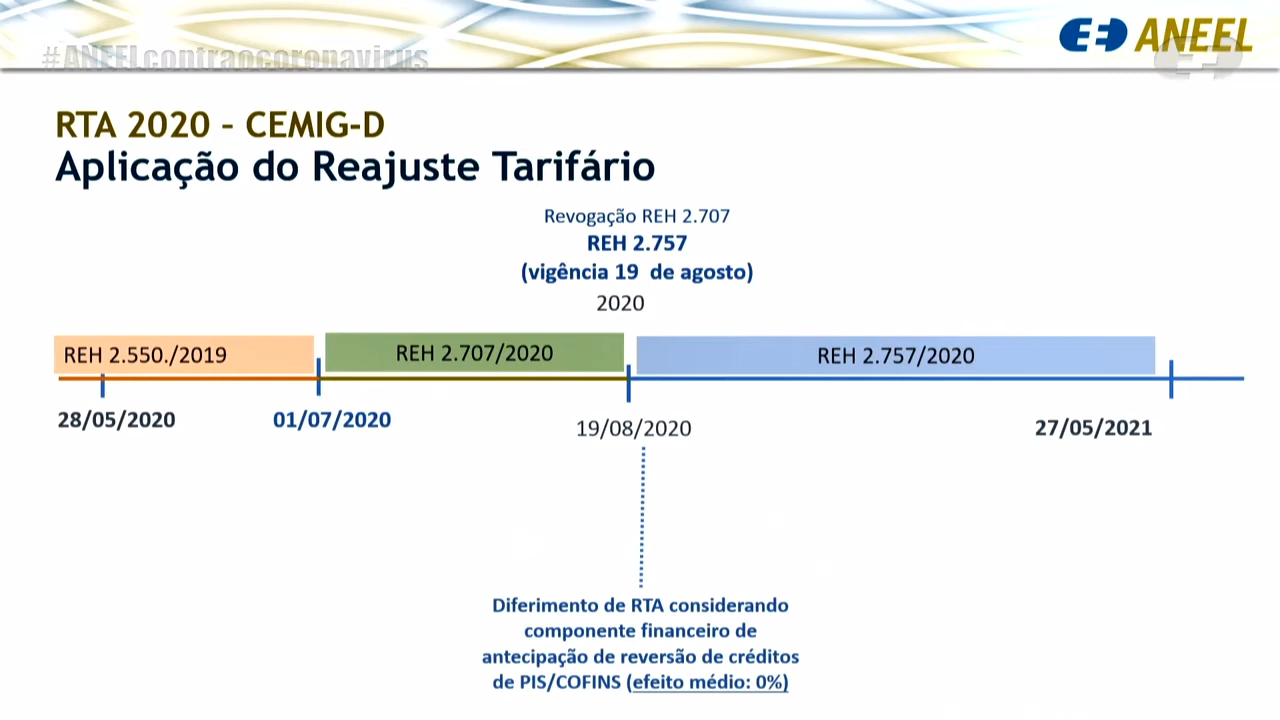 #ANEELcontraocoronavirus
ANEEL
RTA 2020 – CEMIG-D
Aplicação do Reajuste Tarifário
Revogação REH 2.707
REH 2.757
(vigência 19 de agosto)
2020
REH 2.550./2019
REH 2.707/2020
REH 2.757/2020
28/05/2020
01/07/2020
19/08/2020
27/05/2021
Diferimento de RTA considerando
componente financeiro de
antecipação de reversão de créditos
de PIS/COFINS (efeito médio: 0%)